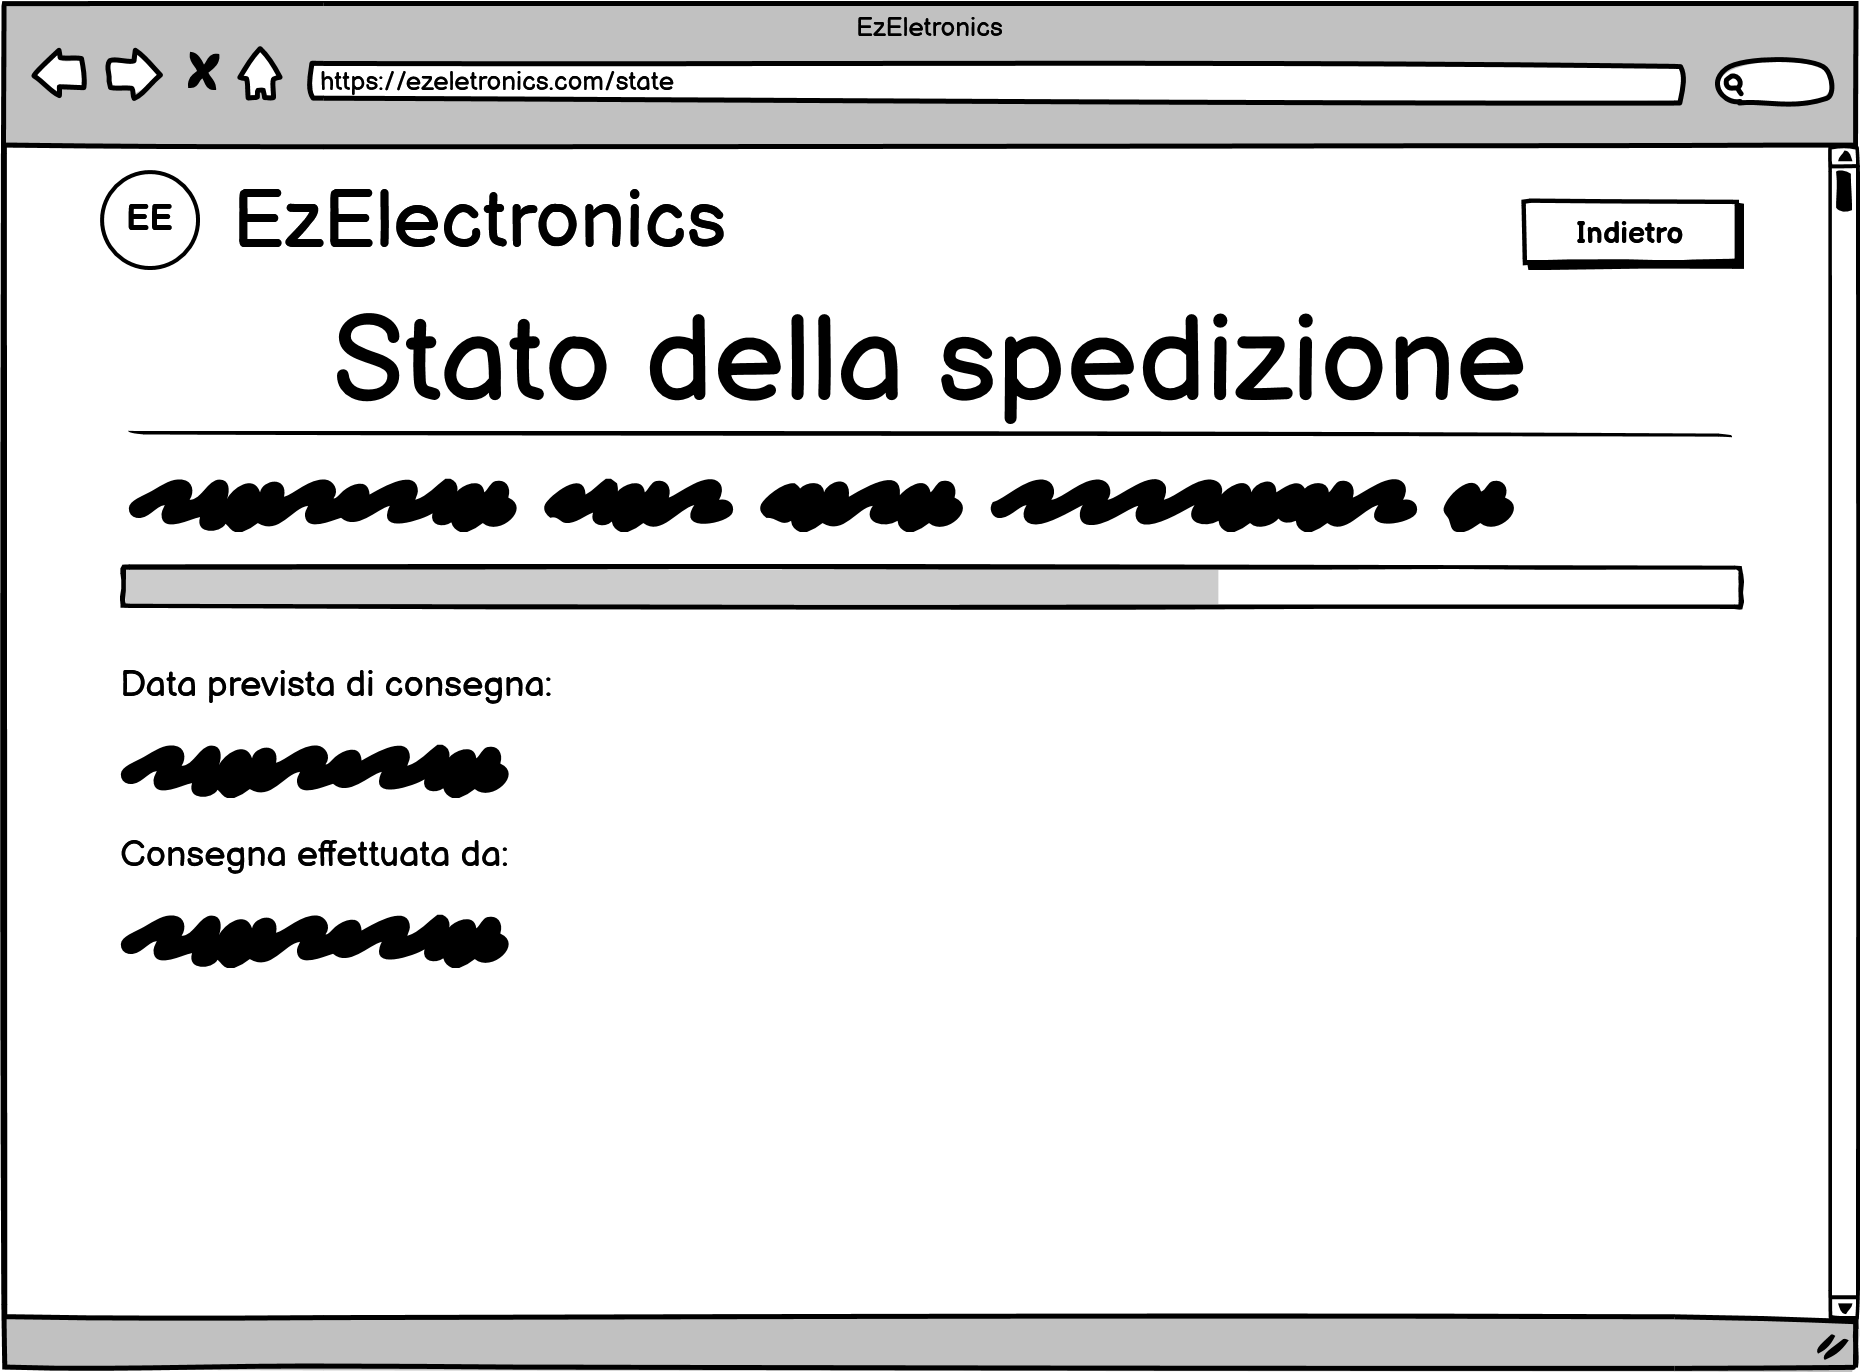 EzEletronics
https://ezeletronics.com/state
EE
EzElectronics
Indietro
Stato della spedizione
Data prevista di consegna:
Consegna effettuata da: